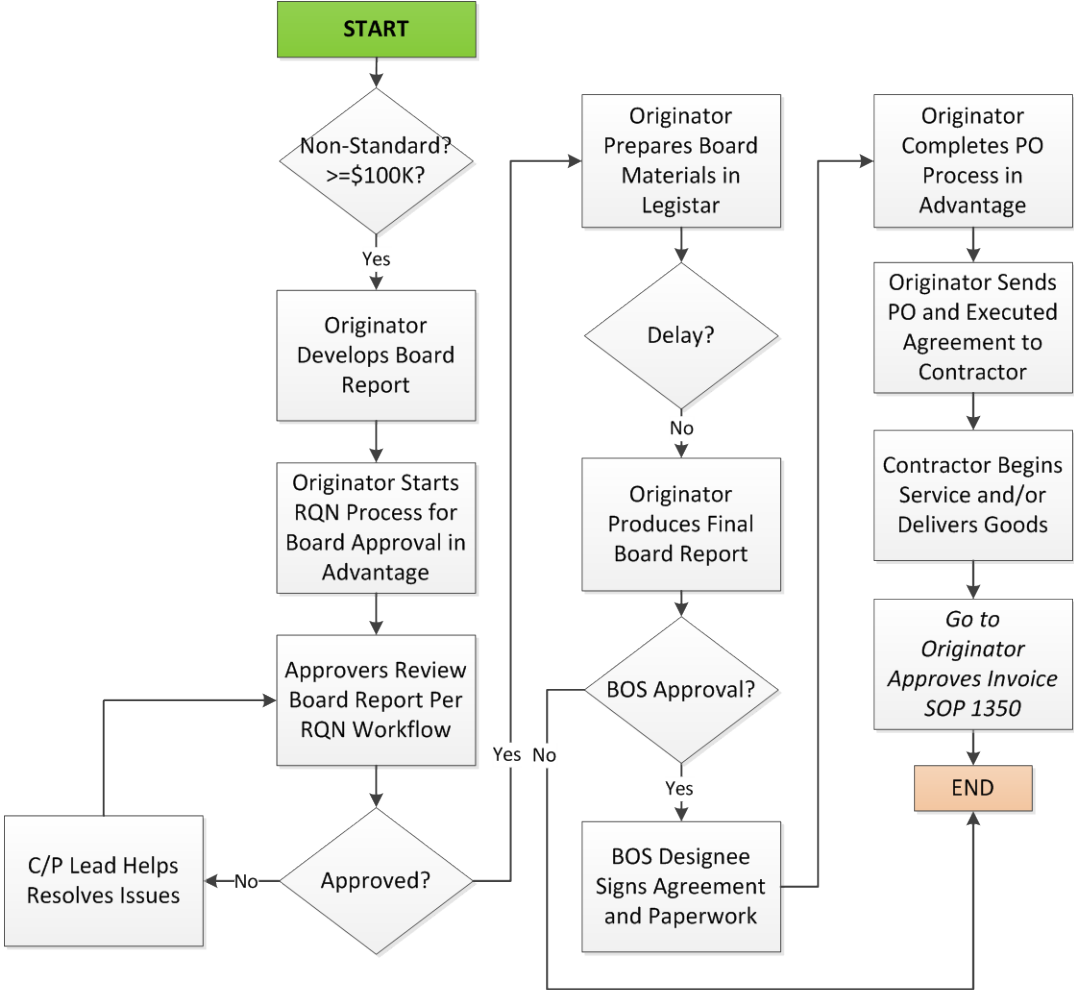 START
Non-Standard?
>=$100K?
Yes
Originator
Develops Board
Report
Originator Starts
RQN Process for
Board Approval in
Advantage
Approvers Review
Board Report Per
RQN Workflow
Approved?
No
C/P Lead Helps
Resolves Issues
Yes
Originator
Prepares Board
Materials in
Legistar
Delay?
No
Originator
Produces Final
Board Report
BOS Approval?
No
Yes
BOS Designee
Signs Agreement
and Paperwork
Originator
Completes PO
Process in
Advantage
Originator Sends
PO and Executed
Agreement to
Contractor
Contractor Begins
Service and/or
Delivers Goods
Go to
Originator
Approves Invoice
SOP 1350
END